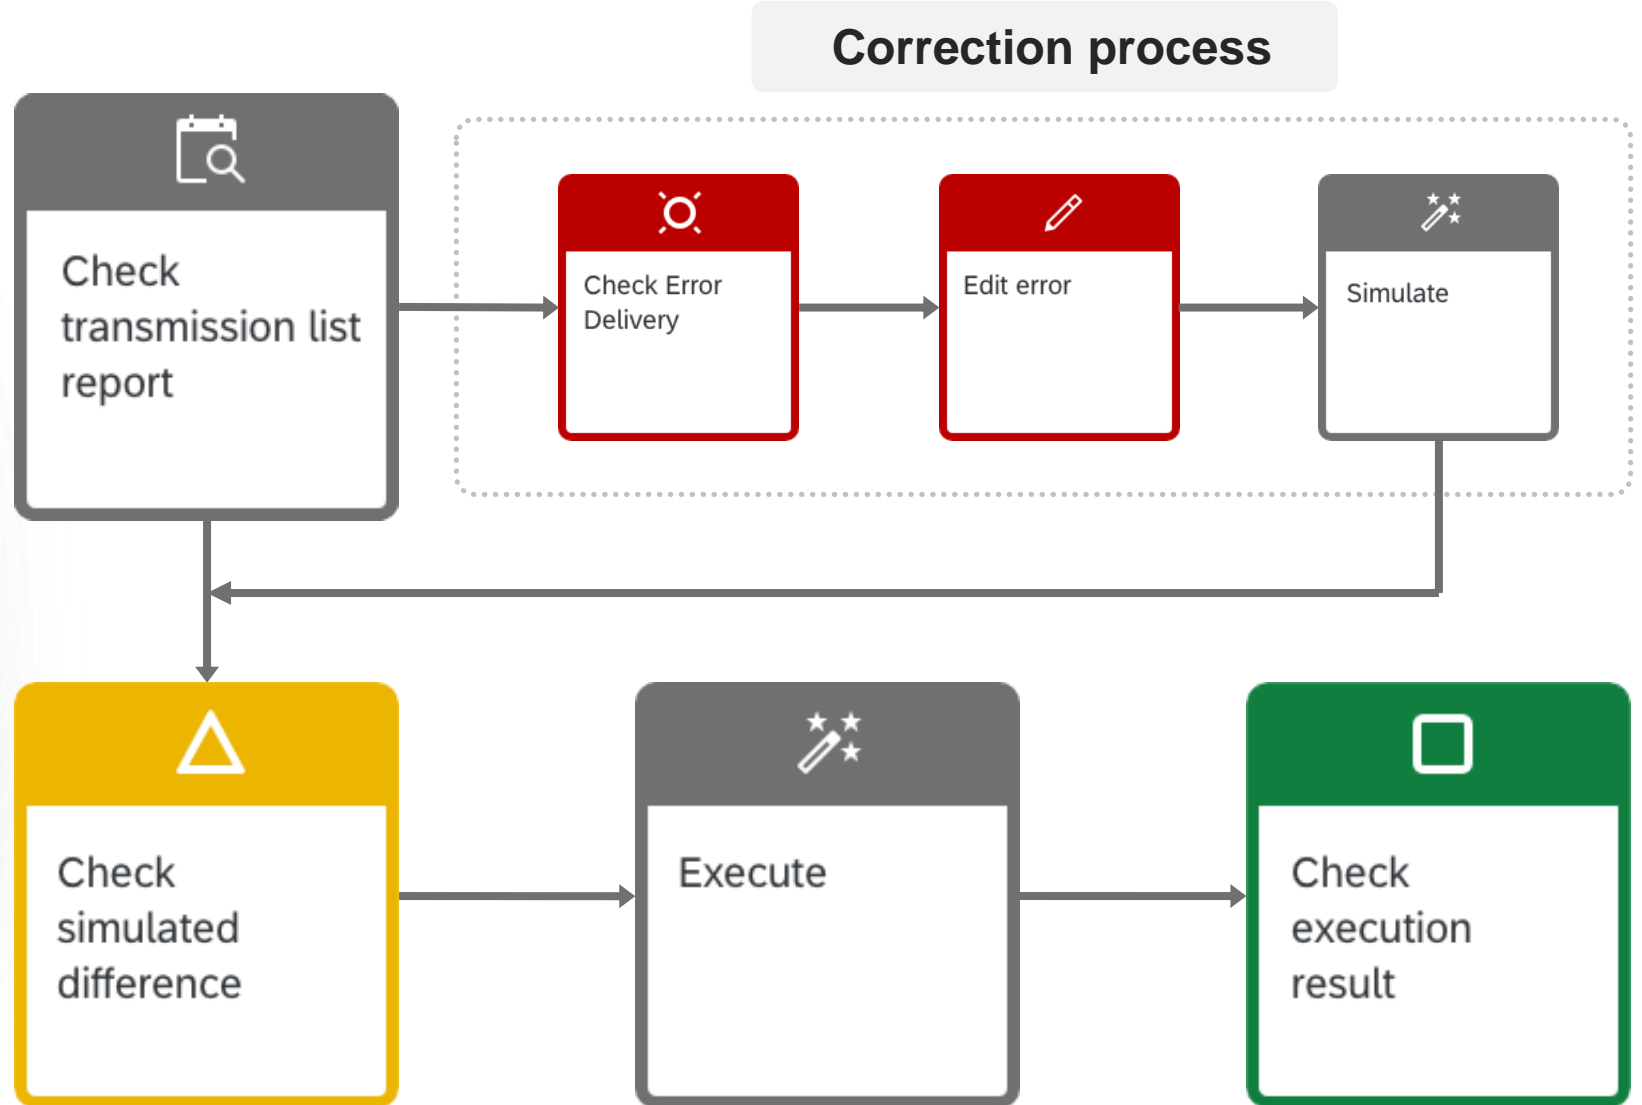 Correction process
Check
transmission list
report
Check Error
Delivery
Edit error
Simulate
Check
simulated
difference
Execute
Check
execution
result